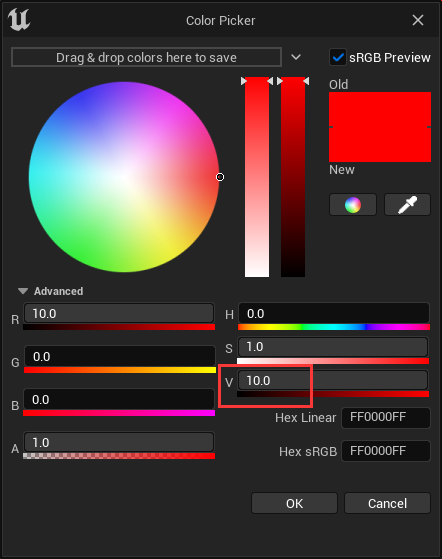 Color Picker
Drag & drop colors here to save
sRGB Preview
Old
New
Advanced
R 10.0
H 0.0
G 0.0
S 1.0
B 0.0
V 10.0
A 1.0
Hex Linear FF0000FF
Hex sRGB FF0000FF
OK
Cancel